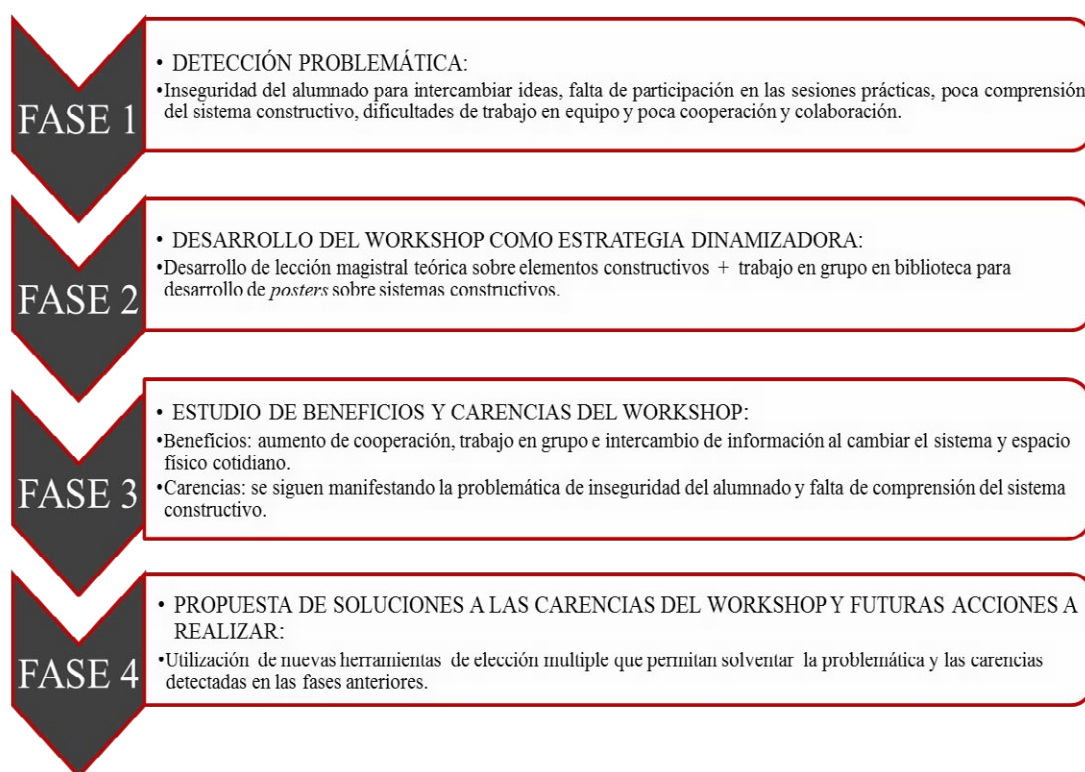 FASE 1
• DETECCIÓN PROBLEMÁTICA:
•Inseguridad del alumnado para intercambiar ideas, falta de participación en las sesiones prácticas, poca comprensión
del sistema constructivo, dificultades de trabajo en equipo y poca cooperación y colaboración.
FASE 2
• DESARROLLO DEL WORKSHOP COMO ESTRATEGIA DINAMIZADORA:
•Desarrollo de lección magistral teórica sobre elementos constructivos + trabajo en grupo en biblioteca para
desarrollo de posters sobre sistemas constructivos.
FASE 3
• ESTUDIO DE BENEFICIOS Y CARENCIAS DEL WORKSHOP:
•Beneficios: aumento de cooperación, trabajo en grupo e intercambio de información al cambiar el sistema y espacio
físico cotidiano.
•Carencias: se siguen manifestando la problemática de inseguridad del alumnado y falta de comprensión del sistema
constructivo.
FASE 4
• PROPUESTA DE SOLUCIONES A LAS CARENCIAS DEL WORKSHOP Y FUTURAS ACCIONES A
REALIZAR:
•Utilización de nuevas herramientas de elección multiple que permitan solventar la problemática y las carencias
detectadas en las fases anteriores.